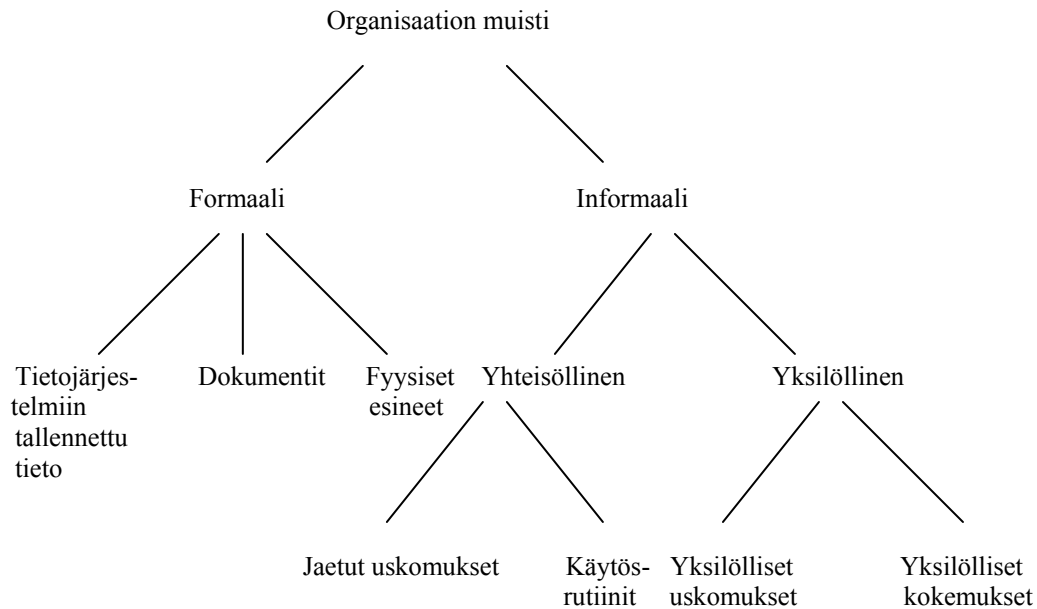 Organisaation muisti
Formaali
Informaali
Tietojärjes-
telmiin
tallennettu
tieto
Dokumentit
Fyysiset
esineet
Yhteisöllinen
Yksilöllinen
Jaetut uskomukset
Käytös-
rutiinit
Yksilölliset
uskomukset
Yksilölliset
kokemukset